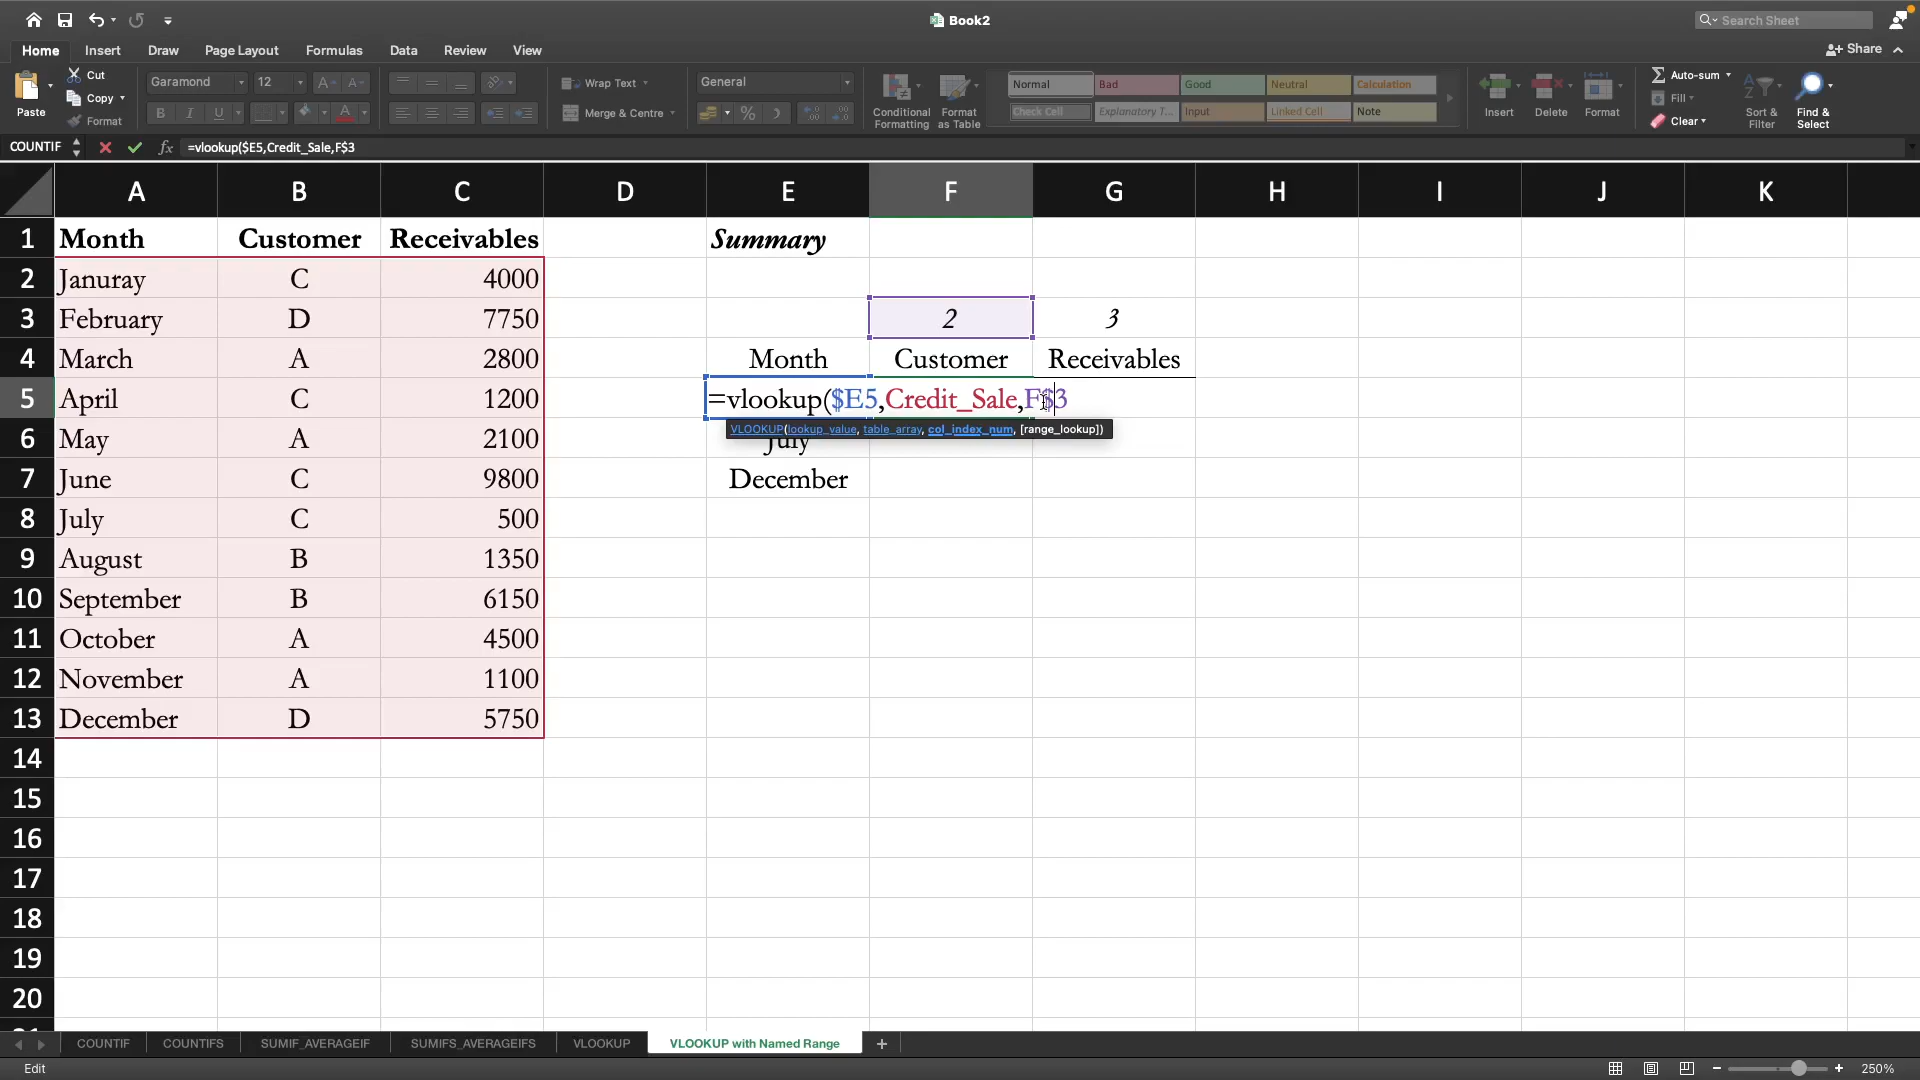 Book2
Search Sheet
Home Insert Draw Page Layout Formulas Data Review View
Share
Paste
Cut
Copy
Format
Garamond 12
B I U
Wrap Text
Merge & Centre
General
Conditional Formatting
Format as Table
Normal Bad Good Neutral Calculation
Check Cell Explanatory T... Input Linked Cell Note
Insert Delete Format
Auto-sum
Fill
Clear
Sort & Filter
Find & Select
COUNTIF fx =vlookup($E5,Credit_Sale,F$3
A B C D E F G H I J K
1 Month Customer Receivables Summary
2 Januray C 4000
3 February D 7750 2 3
4 March A 2800 Month Customer Receivables
5 April C 1200 =vlookup($E5,Credit_Sale,F$3
VLOOKUP(lookup_value, table_array, col_index_num, [range_lookup])
6 May A 2100 July
7 June C 9800 December
8 July C 500
9 August B 1350
10 September B 6150
11 October A 4500
12 November A 1100
13 December D 5750
14
15
16
17
18
19
20
COUNTIF COUNTIFS SUMIF_AVERAGEIF SUMIFS_AVERAGEIFS VLOOKUP VLOOKUP with Named Range +
Edit
250%